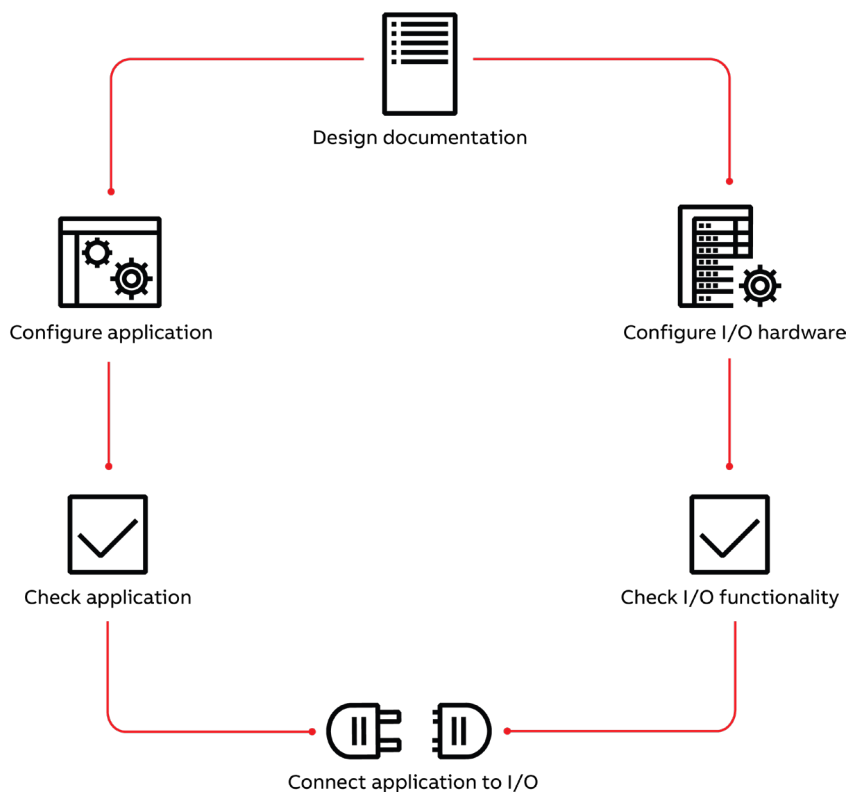 Design documentation
Configure application
Configure I/O hardware
Check application
Check I/O functionality
Connect application to I/O